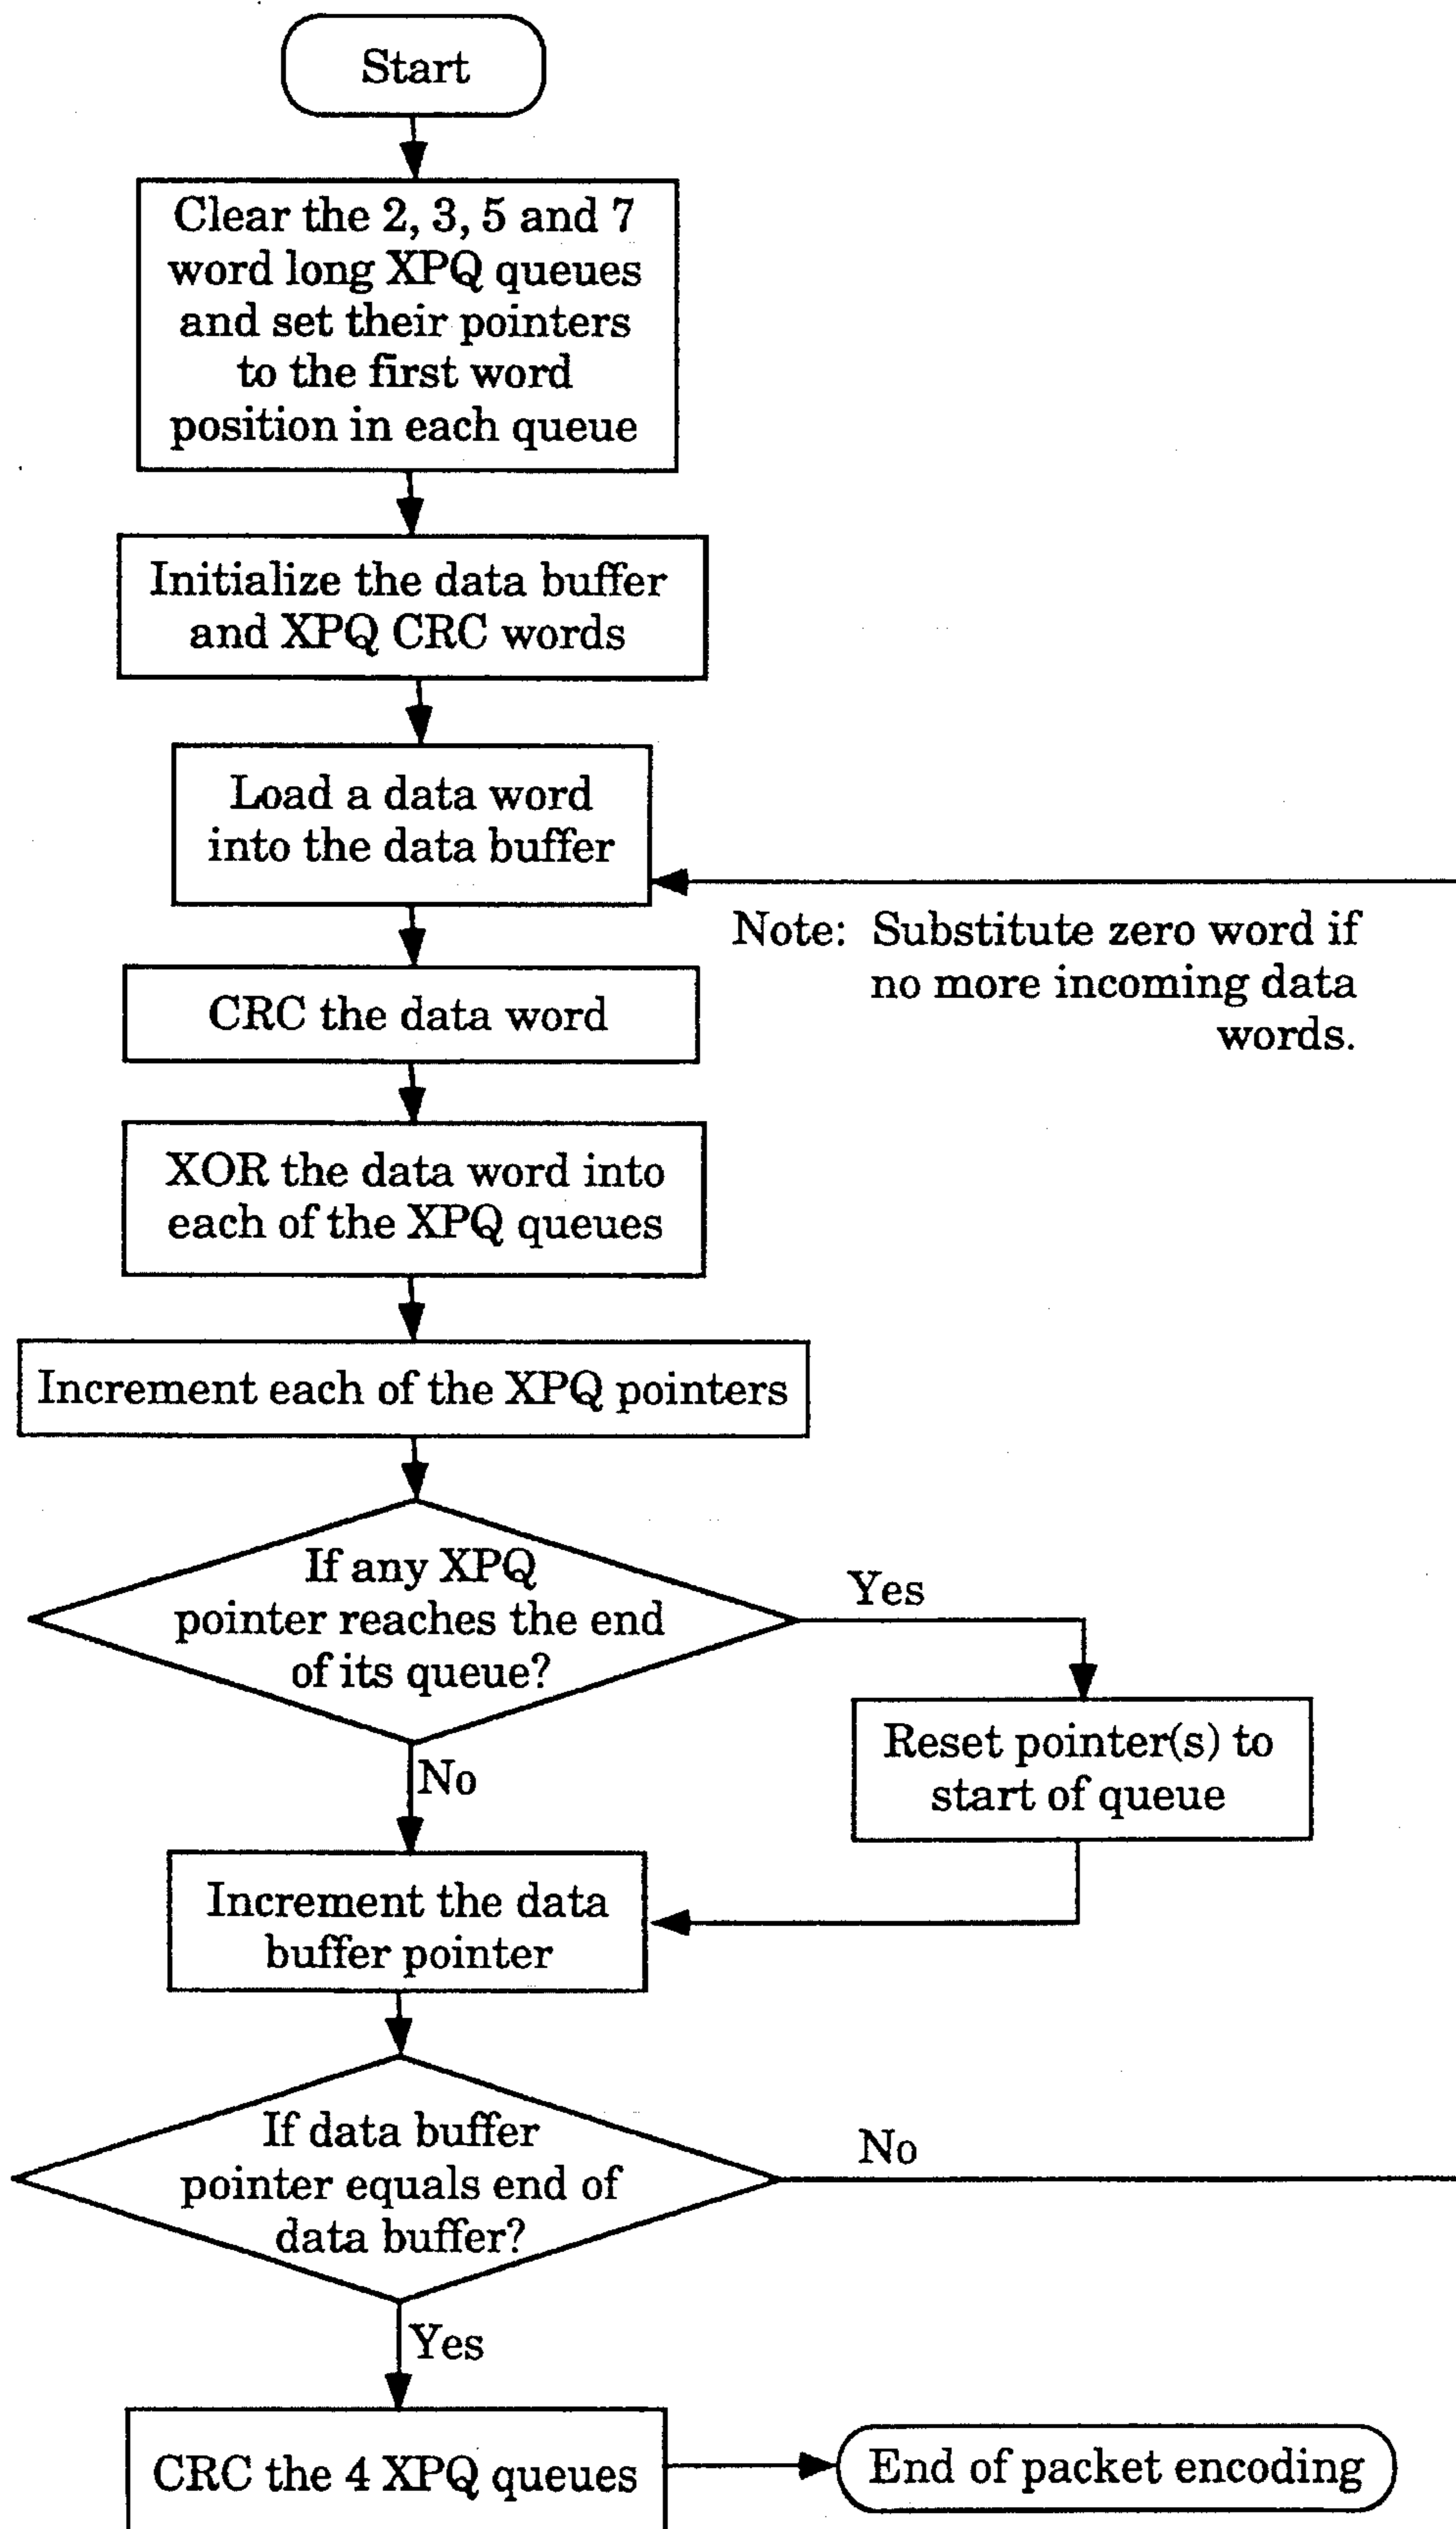 Start
Clear the 2, 3, 5 and 7
word long XPQ queues
and set their pointers
to the first word
position in each queue
Initialize the data buffer
and XPQ CRC words
Load a data word
into the data buffer
Note: Substitute zero word if
no more incoming data
words.
CRC the data word
XOR the data word into
each of the XPQ queues
Increment each of the XPQ pointers
If any XPQ
pointer reaches the end
of its queue?
Yes
Reset pointer(s) to
start of queue
No
Increment the data
buffer pointer
If data buffer
pointer equals end of
data buffer?
No
Yes
CRC the 4 XPQ queues
End of packet encoding